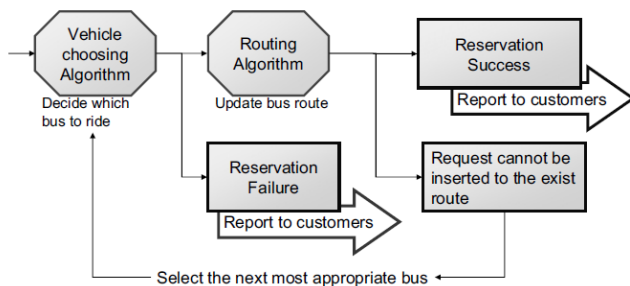 Vehicle
choosing
Algorithm
Decide which
bus to ride
Routing
Algorithm
Update bus route
Reservation
Success
Report to customers
Reservation
Failure
Report to customers
Request cannot be
inserted to the exist
route
Select the next most appropriate bus